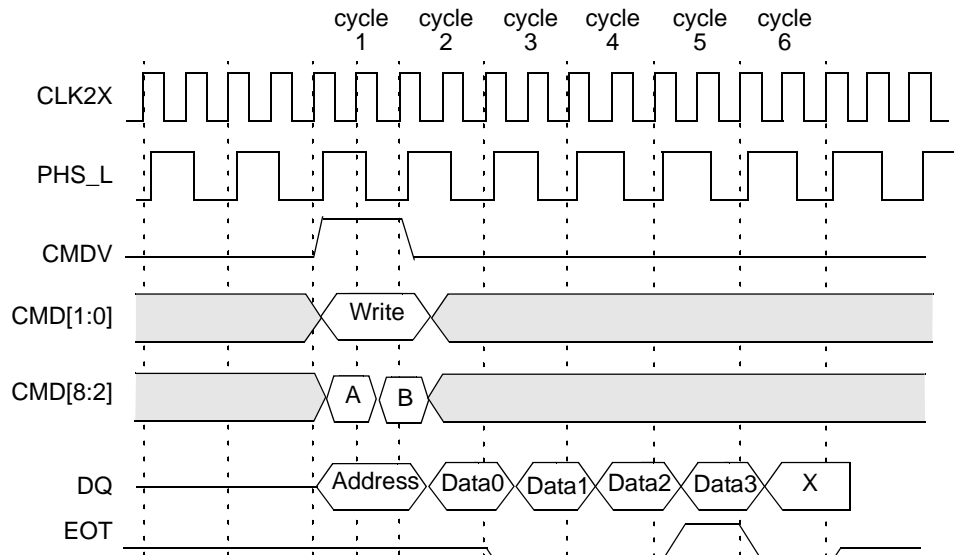 cycle cycle cycle cycle cycle cycle
1 2 3 4 5 6
CLK2X
PHS_L
CMDV
CMD[1:0] Write
CMD[8:2] A B
DQ Address Data0 Data1 Data2 Data3 X
EOT